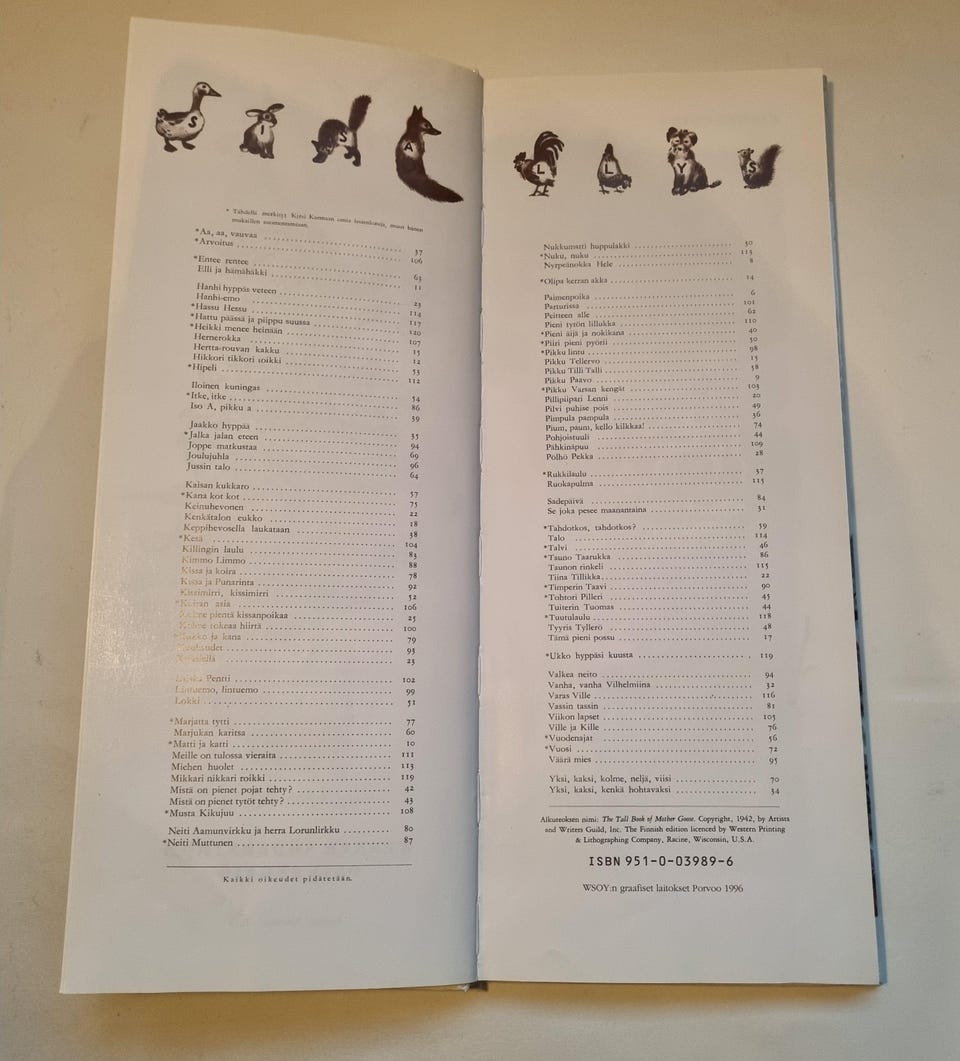 S I S A L L Y S
* Tähdellä merkityt Kirsi Kunnaan omia lastenloruja, muut hänen
mukaillen suomentamiaan.
*Aa, aa, vauvaa 37
*Arvoitus 106
*Entee rentee 63
Elli ja hämähäkki 11
Hanhi hyppäs veteen 23
Hanhi-emo 114
*Hassu Hessu 117
*Hattu päässä ja piippu suussa 120
*Heikki menee heinään 107
Hernerokka 15
Hertta-rouvan kakku 12
Hikkori tikkori toikki 53
*Hipeli 112
Iloinen kuningas 54
*Itke, itke 86
Iso A, pikku a 39
Jaakko hyppää 35
*Jalka jalan eteen 94
Joppe matkustaa 69
Joulujuhla 96
Jussin talo 64
Kaisan kukkaro 57
*Kana kot kot 75
Keinuhevonen 22
Kenkätalon eukko 18
Keppihevosella laukataan 38
*Kesä 104
Killingin laulu 83
Kimmo Limmo 88
Kissa ja koira 78
Kissa ja Punarinta 92
Kissimirri, kissimirri 52
*Koiran asia 106
Kolme pientä kissanpoikaa 25
Kolme sokeaa hiirtä 100
*Kukko ja kana 79
93
23
Pentti 102
Lintuemo, lintuemo 99
Lokki 51
*Marjatta tytti 77
Marjukan karitsa 60
*Matti ja katti 10
Meille on tulossa vieraita 111
Miehen huolet 113
Mikkari nikkari roikki 119
Mistä on pienet pojat tehty? 42
Mistä on pienet tytöt tehty? 43
*Musta Kikujuu 108
Neiti Aamunvirkku ja herra Lorunlirkku 80
*Neiti Muttunen 87
Kaikki oikeudet pidätetään.
Nukkumatti huppulakki 50
*Nuku, nuku 115
Nyrpeänokka Hele 8
*Olipa kerran akka 14
Paimenpoika 6
Parturissa 101
Peitteen alle 62
Pieni tytön lillukka 110
*Pieni äijä ja nokikana 40
*Piiri pieni pyörii 50
*Pikku lintu 98
Pikku Tellervo 15
Pikku Tilli Talli 58
Pikku Paavo 9
*Pikku Varsan kengät 103
Pillipiipari Lenni 20
Pilvi puhise pois 49
Pimpula pampula 36
Pium, paum, kello kilkkaa! 74
Pohjoistuuli 44
Pähkinäpuu 109
Pölhö Pekka 28
*Rukkilaulu 37
Ruokapulma 115
Sadepäivä 84
Se joka pesee maanantaina 31
*Tahdotkos, tahdotkos? 59
Talo 114
*Talvi 46
*Tauno Taarukka 86
Taunon rinkeli 115
Tiina Tillikka 22
*Timperin Taavi 90
*Tohtori Pilleri 45
Tuiterin Tuomas 44
*Tuutulaulu 118
Tyyris Tyllerö 48
Tämä pieni possu 17
*Ukko hyppäsi kuusta 119
Valkea neito 94
Vanha, vanha Vilhelmiina 32
Varas Ville 116
Vassin tassin 81
Viikon lapset 105
Ville ja Kille 76
*Vuodenajat 56
*Vuosi 72
Väärä mies 95
Yksi, kaksi, kolme, neljä, viisi 70
Yksi, kaksi, kenkä hohtavaksi 34
Alkuteoksen nimi: The Tall Book of Mother Goose. Copyright, 1942, by Artists
and Writers Guild, Inc. The Finnish edition licenced by Western Printing
& Lithographing Company, Racine, Wisconsin, U.S.A.
ISBN 951-0-03989-6
WSOY:n graafiset laitokset Porvoo 1996